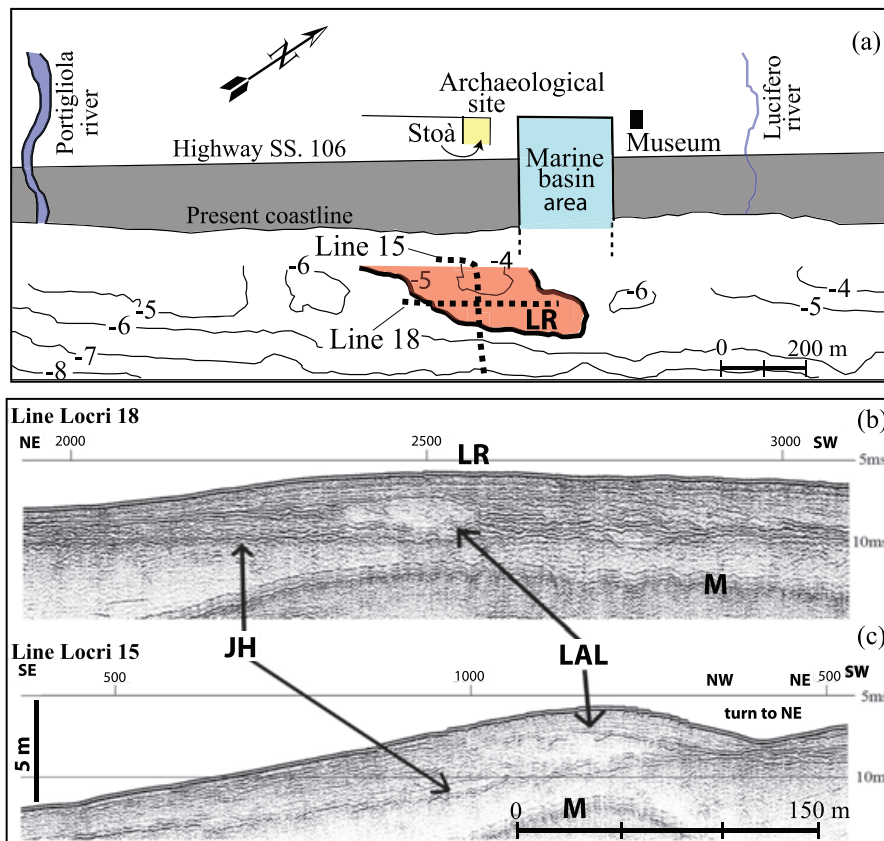 (a)
N
Portigliola
river
Archaeological
site
Stoà
Museum
Lucifero
river
Highway SS. 106
Marine
basin
area
Present coastline
Line 15
-4
-6
-5
-6
-4
-5
-5
-6
LR
Line 18
-7
-8
0 200 m
Line Locri 18
(b)
NE 2000 2500 LR 3000 SW 5ms
10ms
M
JH
LAL
Line Locri 15
(c)
SE 500 1000 NW NE 500 SW
5ms
turn to NE
5 m
10ms
M
0 150 m